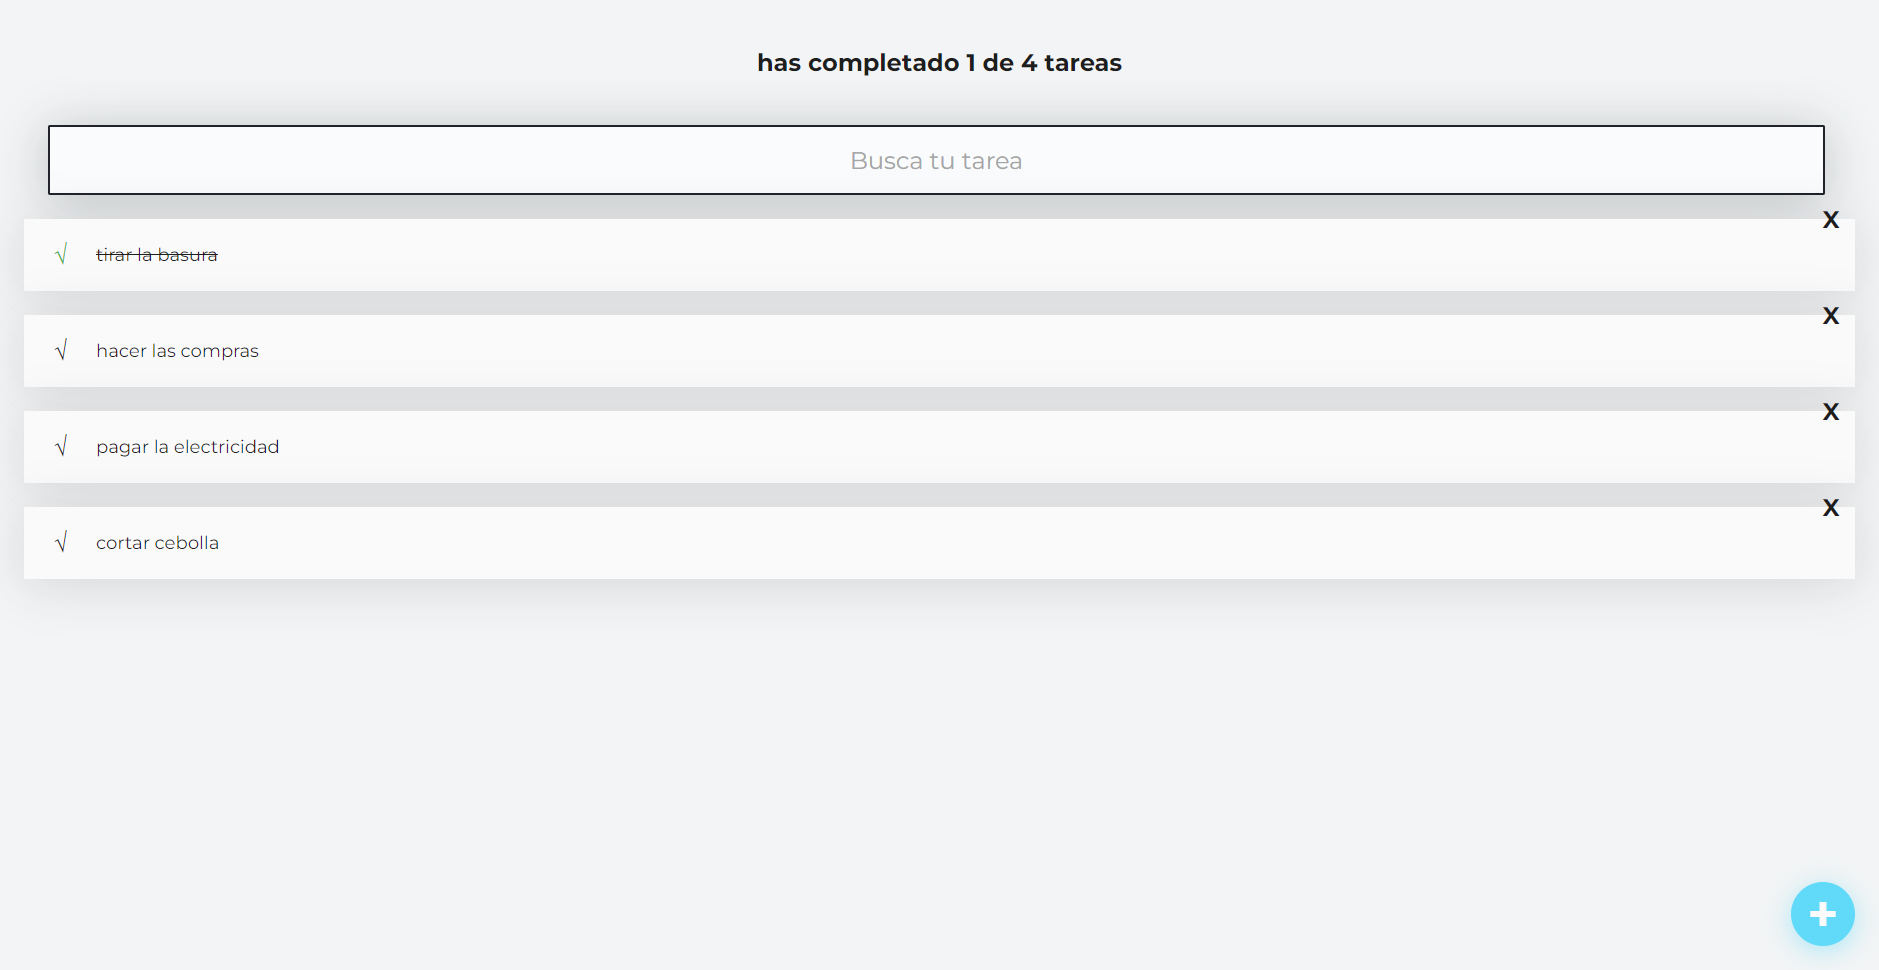 has completado 1 de 4 tareas
Busca tu tarea
X
√ tirar la basura
X
√ hacer las compras
X
√ pagar la electricidad
X
√ cortar cebolla
+